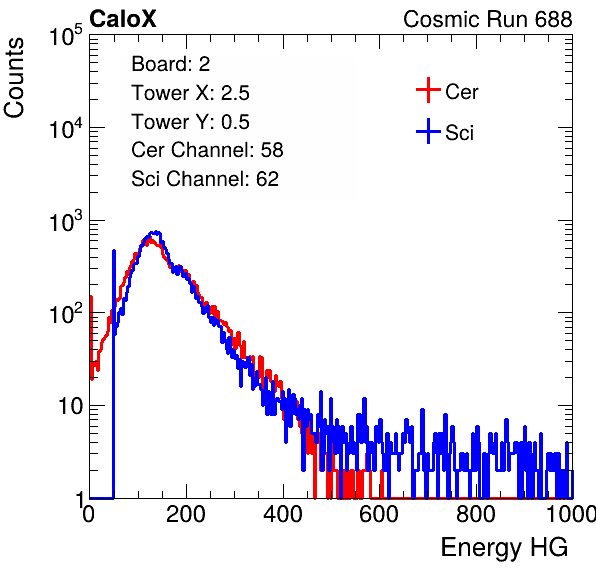 CaloX Cosmic Run 688
Counts
10^5
10^4
10^3
10^2
10
1
Board: 2
Tower X: 2.5
Tower Y: 0.5
Cer Channel: 58
Sci Channel: 62
Cer
Sci
0 200 400 600 800 1000
Energy HG